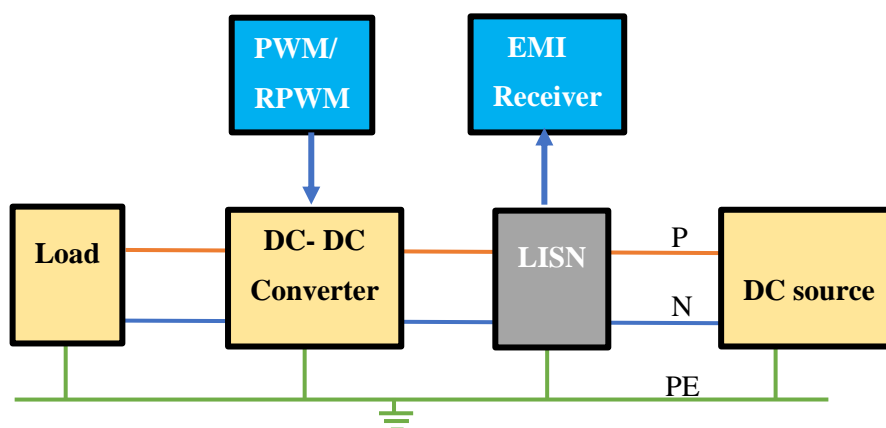 PWM/
RPWM
EMI
Receiver
Load
DC- DC
Converter
LISN
P
N
DC source
PE